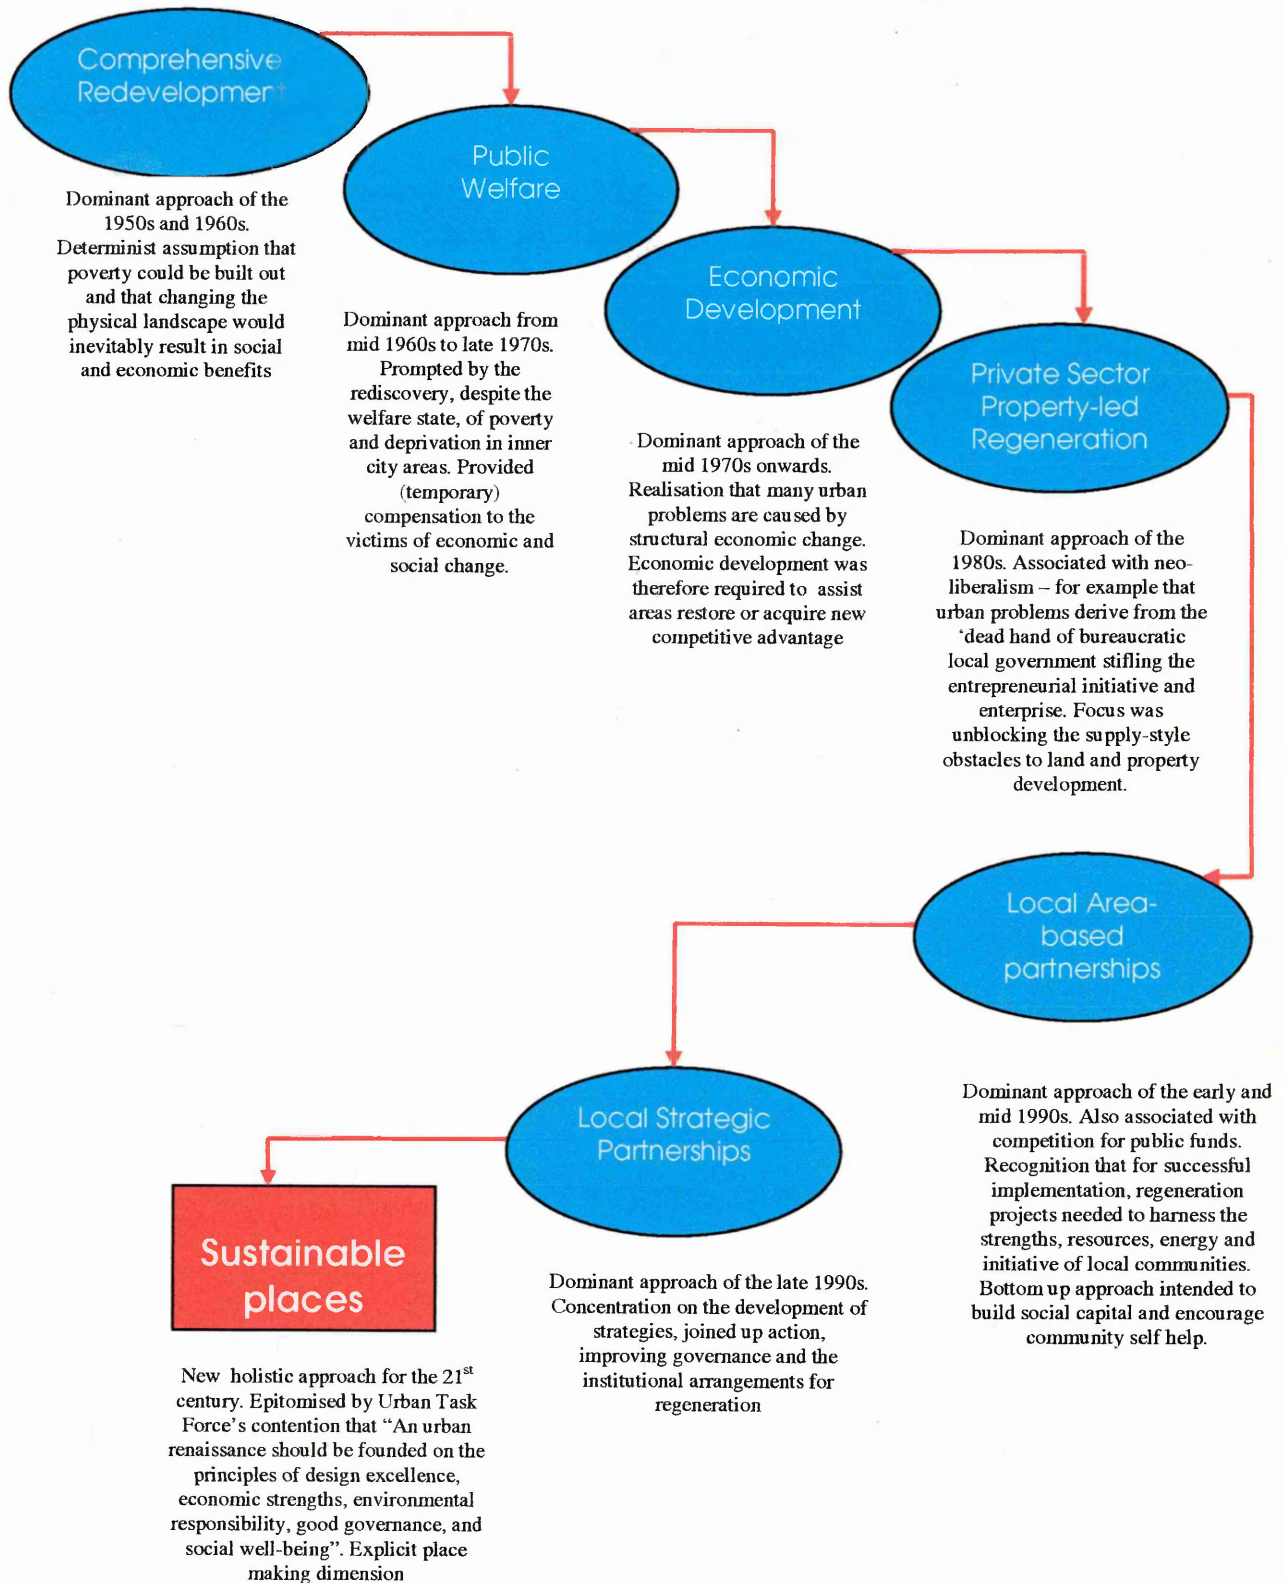 Comprehensive
Redevelopment
Dominant approach of the
1950s and 1960s.
Determinist assumption that
poverty could be built out
and that changing the
physical landscape would
inevitably result in social
and economic benefits
Public
Welfare
Dominant approach from
mid 1960s to late 1970s.
Prompted by the
rediscovery, despite the
welfare state, of poverty
and deprivation in inner
city areas. Provided
(temporary)
compensation to the
victims of economic and
social change.
Economic
Development
Dominant approach of the
mid 1970s onwards.
Realisation that many urban
problems are caused by
structural economic change.
Economic development was
therefore required to assist
areas restore or acquire new
competitive advantage
Private Sector
Property-led
Regeneration
Dominant approach of the
1980s. Associated with neo-
liberalism – for example that
urban problems derive from the
‘dead hand of bureaucratic
local government stifling the
entrepreneurial initiative and
enterprise. Focus was
unblocking the supply-style
obstacles to land and property
development.
Local Area-
based
partnerships
Dominant approach of the early and
mid 1990s. Also associated with
competition for public funds.
Recognition that for successful
implementation, regeneration
projects needed to harness the
strengths, resources, energy and
initiative of local communities.
Bottom up approach intended to
build social capital and encourage
community self help.
Local Strategic
Partnerships
Dominant approach of the late 1990s.
Concentration on the development of
strategies, joined up action,
improving governance and the
institutional arrangements for
regeneration
Sustainable
places
New holistic approach for the 21st
century. Epitomised by Urban Task
Force’s contention that “An urban
renaissance should be founded on the
principles of design excellence,
economic strengths, environmental
responsibility, good governance, and
social well-being”. Explicit place
making dimension